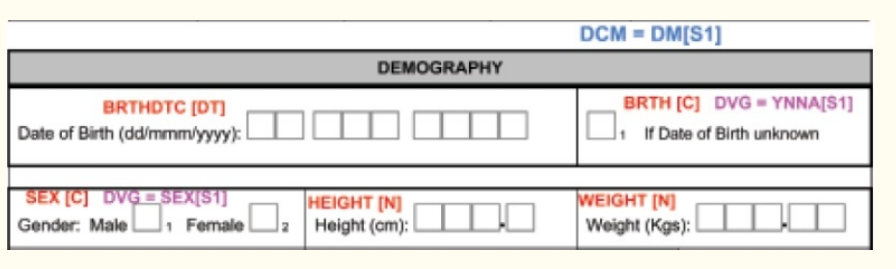 DCM = DM[S1]
DEMOGRAPHY
BRTHDTC [DT]
Date of Birth (dd/mmm/yyyy):
BRTH [C] DVG = YNNA[S1]
1 If Date of Birth unknown
SEX [C] DVG = SEX[S1]
Gender: Male 1 Female 2
HEIGHT [N]
Height (cm): .
WEIGHT [N]
Weight (Kgs): .